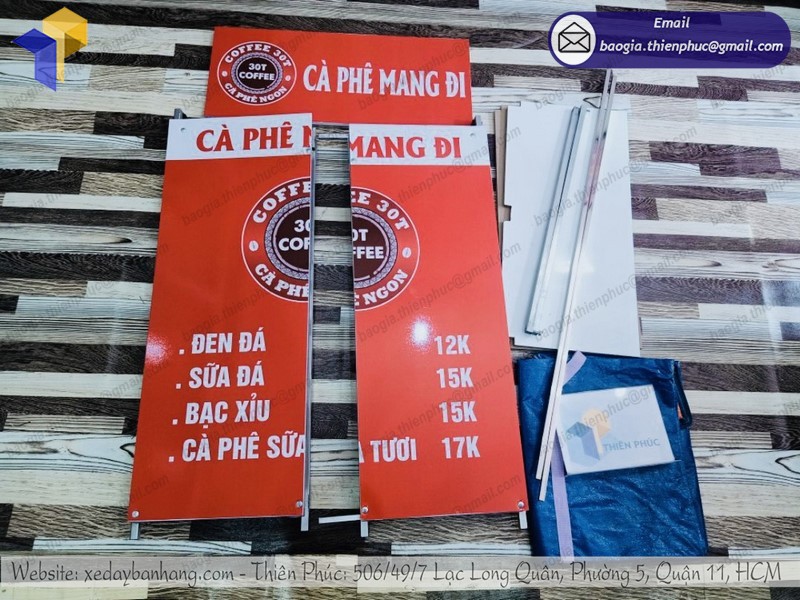 Email
baogia.thienphuc@gmail.com
COFFEE 30T
30T
COFFEE
CÀ PHÊ NGON
CÀ PHÊ MANG ĐI
CÀ PHÊ MANG ĐI
COFFEE 30T
30T
COFFEE
CÀ PHÊ NGON
. ĐEN ĐÁ 12K
. SỮA ĐÁ 15K
. BẠC XỈU 15K
. CÀ PHÊ SỮA TƯƠI 17K
THIÊN PHÚC
Website: xedaybanhang.com - Thiên Phúc: 506/49/7 Lạc Long Quân, Phường 5, Quận 11, HCM